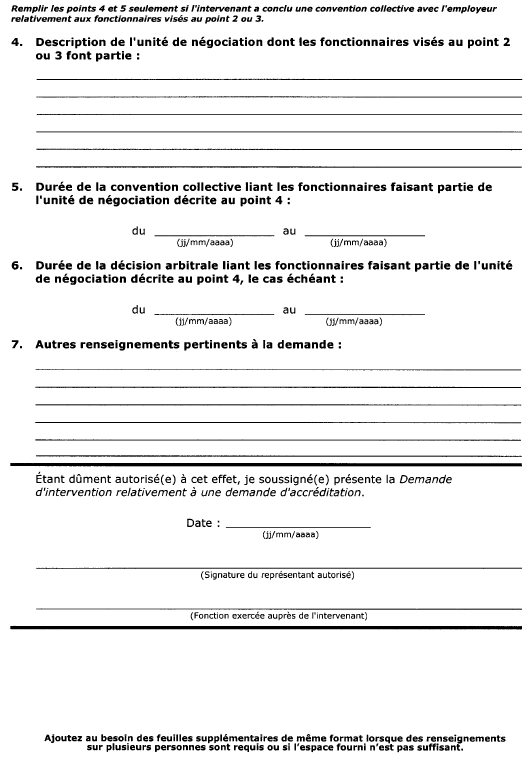 Remplir les points 4 et 5 seulement si l'intervenant a conclu une convention collective avec l'employeur
relativement aux fonctionnaires visés au point 2 ou 3.
4. Description de l'unité de négociation dont les fonctionnaires visés au point 2
ou 3 font partie :
5. Durée de la convention collective liant les fonctionnaires faisant partie de
l'unité de négociation décrite au point 4 :
du au
(jj/mm/aaaa) (jj/mm/aaaa)
6. Durée de la décision arbitrale liant les fonctionnaires faisant partie de l'unité
de négociation décrite au point 4, le cas échéant :
du au
(jj/mm/aaaa) (jj/mm/aaaa)
7. Autres renseignements pertinents à la demande :
Étant dûment autorisé(e) à cet effet, je soussigné(e) présente la Demande
d'intervention relativement à une demande d'accréditation.
Date :
(jj/mm/aaaa)
(Signature du représentant autorisé)
(Fonction exercée auprès de l'intervenant)
Ajoutez au besoin des feuilles supplémentaires de même format lorsque des renseignements
sur plusieurs personnes sont requis ou si l'espace fourni n'est pas suffisant.